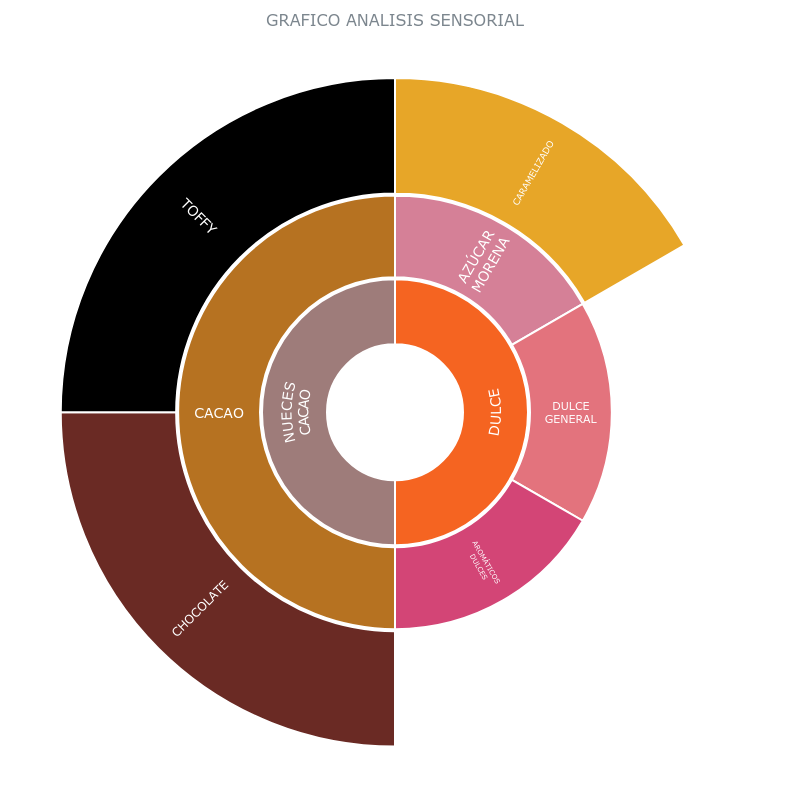 GRAFICO ANALISIS SENSORIAL
CARAMELIZADO
TOFFY
AZÚCAR
MORENA
NUECES
CACAO
DULCE
CACAO
DULCE
GENERAL
AROMÁTICOS
DULCES
CHOCOLATE